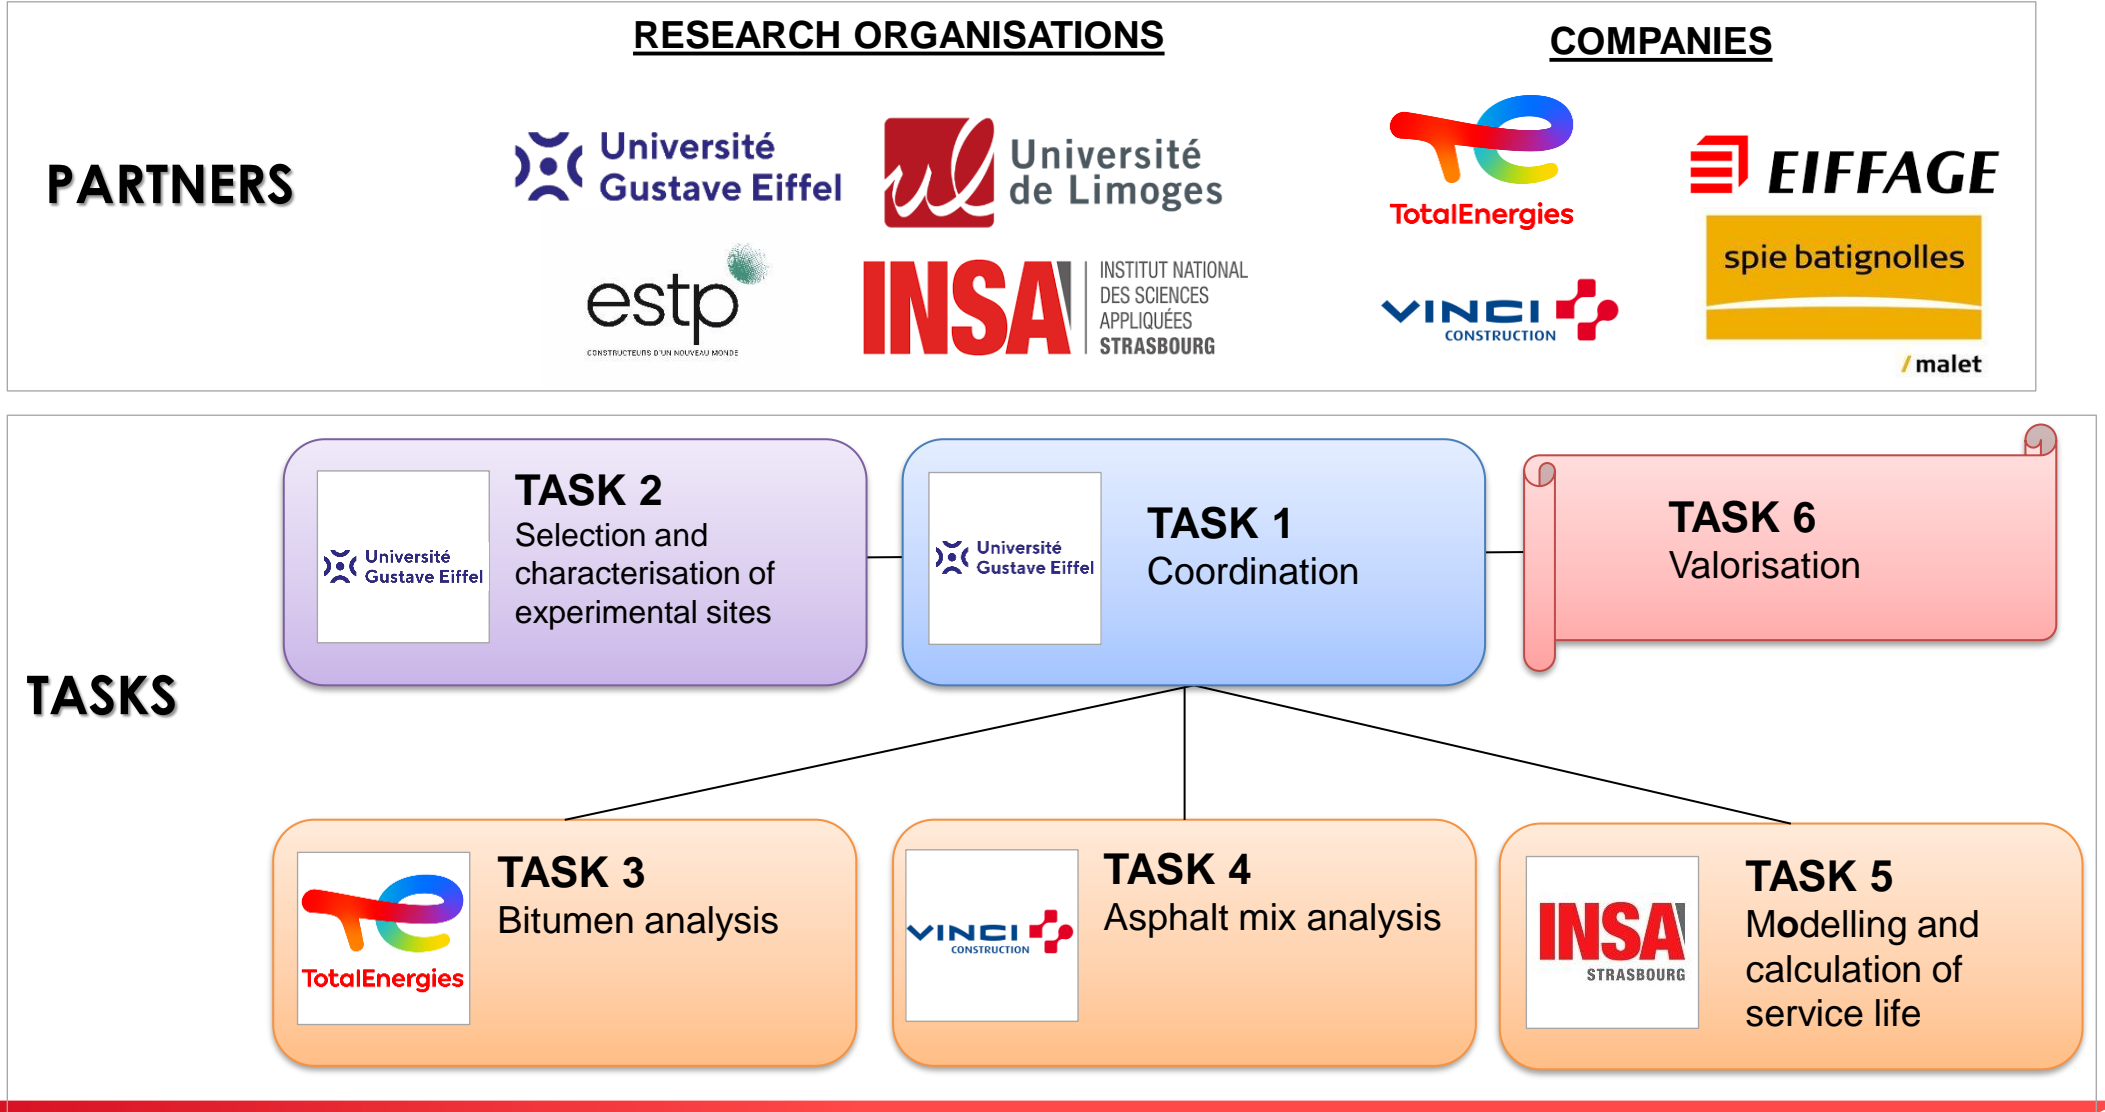 RESEARCH ORGANISATIONS
COMPANIES
PARTNERS
Université
Gustave Eiffel
Université
de Limoges
TotalEnergies
EIFFAGE
estp
CONSTRUCTEURS D'UN NOUVEAU MONDE
INSA
INSTITUT NATIONAL
DES SCIENCES
APPLIQUÉES
STRASBOURG
VINCI
CONSTRUCTION
spie batignolles
/ malet
TASKS
Université
Gustave Eiffel
TASK 2
Selection and
characterisation of
experimental sites
Université
Gustave Eiffel
TASK 1
Coordination
TASK 6
Valorisation
TotalEnergies
TASK 3
Bitumen analysis
VINCI
CONSTRUCTION
TASK 4
Asphalt mix analysis
INSA
STRASBOURG
TASK 5
Modelling and
calculation of
service life